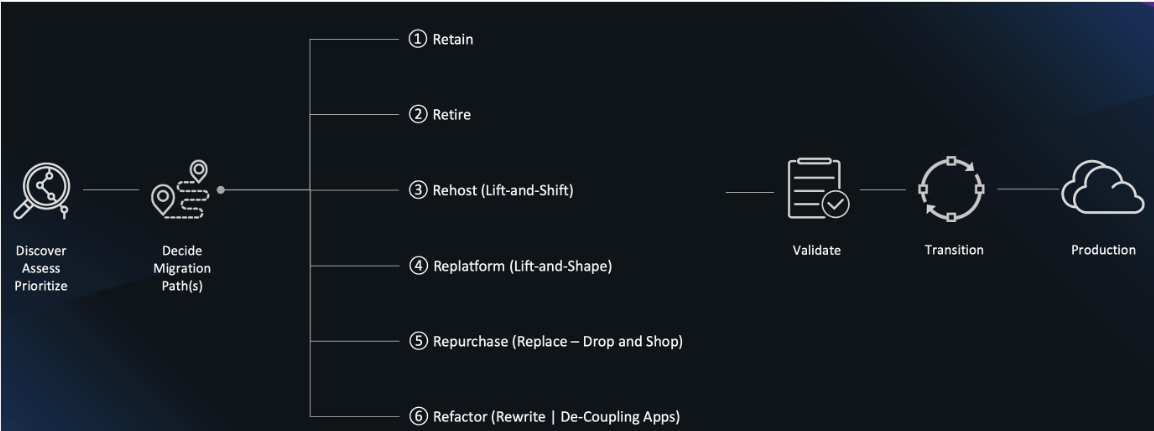 ① Retain
② Retire
③ Rehost (Lift-and-Shift)
④ Replatform (Lift-and-Shape)
⑤ Repurchase (Replace – Drop and Shop)
⑥ Refactor (Rewrite | De-Coupling Apps)
Discover
Assess
Prioritize
Decide
Migration
Path(s)
Validate
Transition
Production